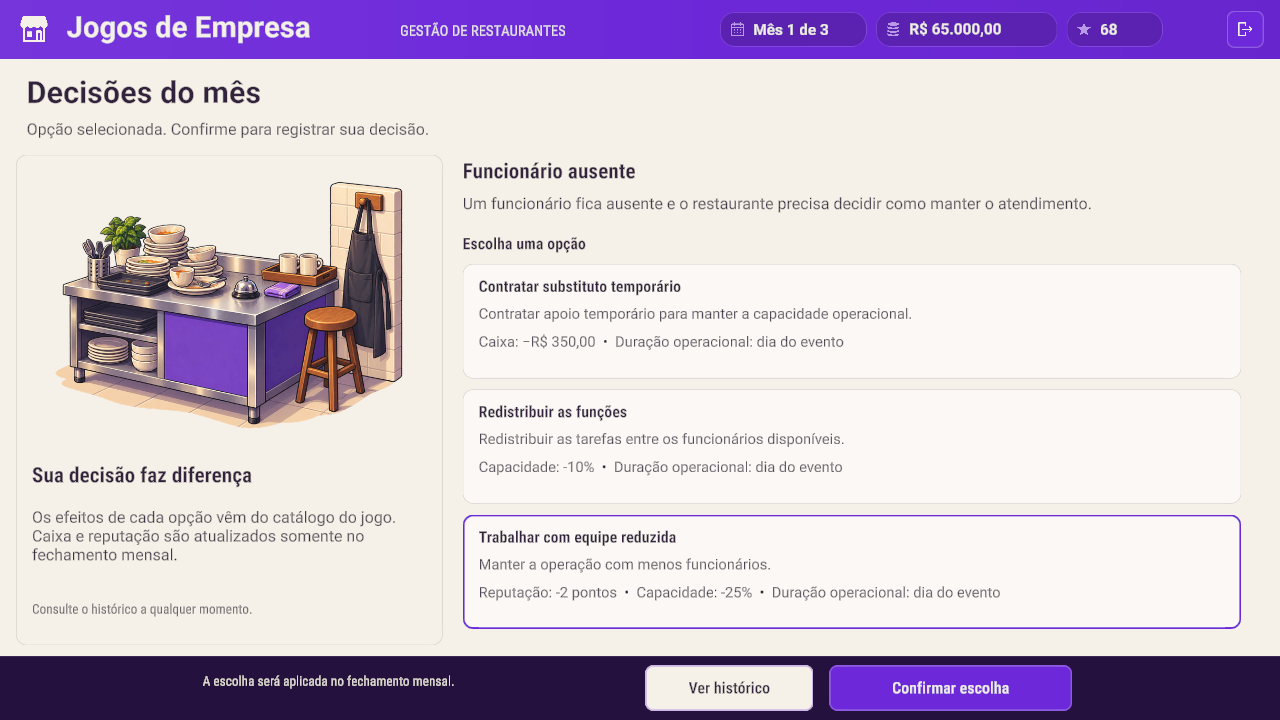 Jogos de Empresa
GESTÃO DE RESTAURANTES
Mês 1 de 3
R$ 65.000,00
68
Decisões do mês
Opção selecionada. Confirme para registrar sua decisão.
Sua decisão faz diferença
Os efeitos de cada opção vêm do catálogo do jogo.
Caixa e reputação são atualizados somente no
fechamento mensal.
Consulte o histórico a qualquer momento.
Funcionário ausente
Um funcionário fica ausente e o restaurante precisa decidir como manter o atendimento.
Escolha uma opção
Contratar substituto temporário
Contratar apoio temporário para manter a capacidade operacional.
Caixa: −R$ 350,00 • Duração operacional: dia do evento
Redistribuir as funções
Redistribuir as tarefas entre os funcionários disponíveis.
Capacidade: -10% • Duração operacional: dia do evento
Trabalhar com equipe reduzida
Manter a operação com menos funcionários.
Reputação: -2 pontos • Capacidade: -25% • Duração operacional: dia do evento
A escolha será aplicada no fechamento mensal.
Ver histórico
Confirmar escolha